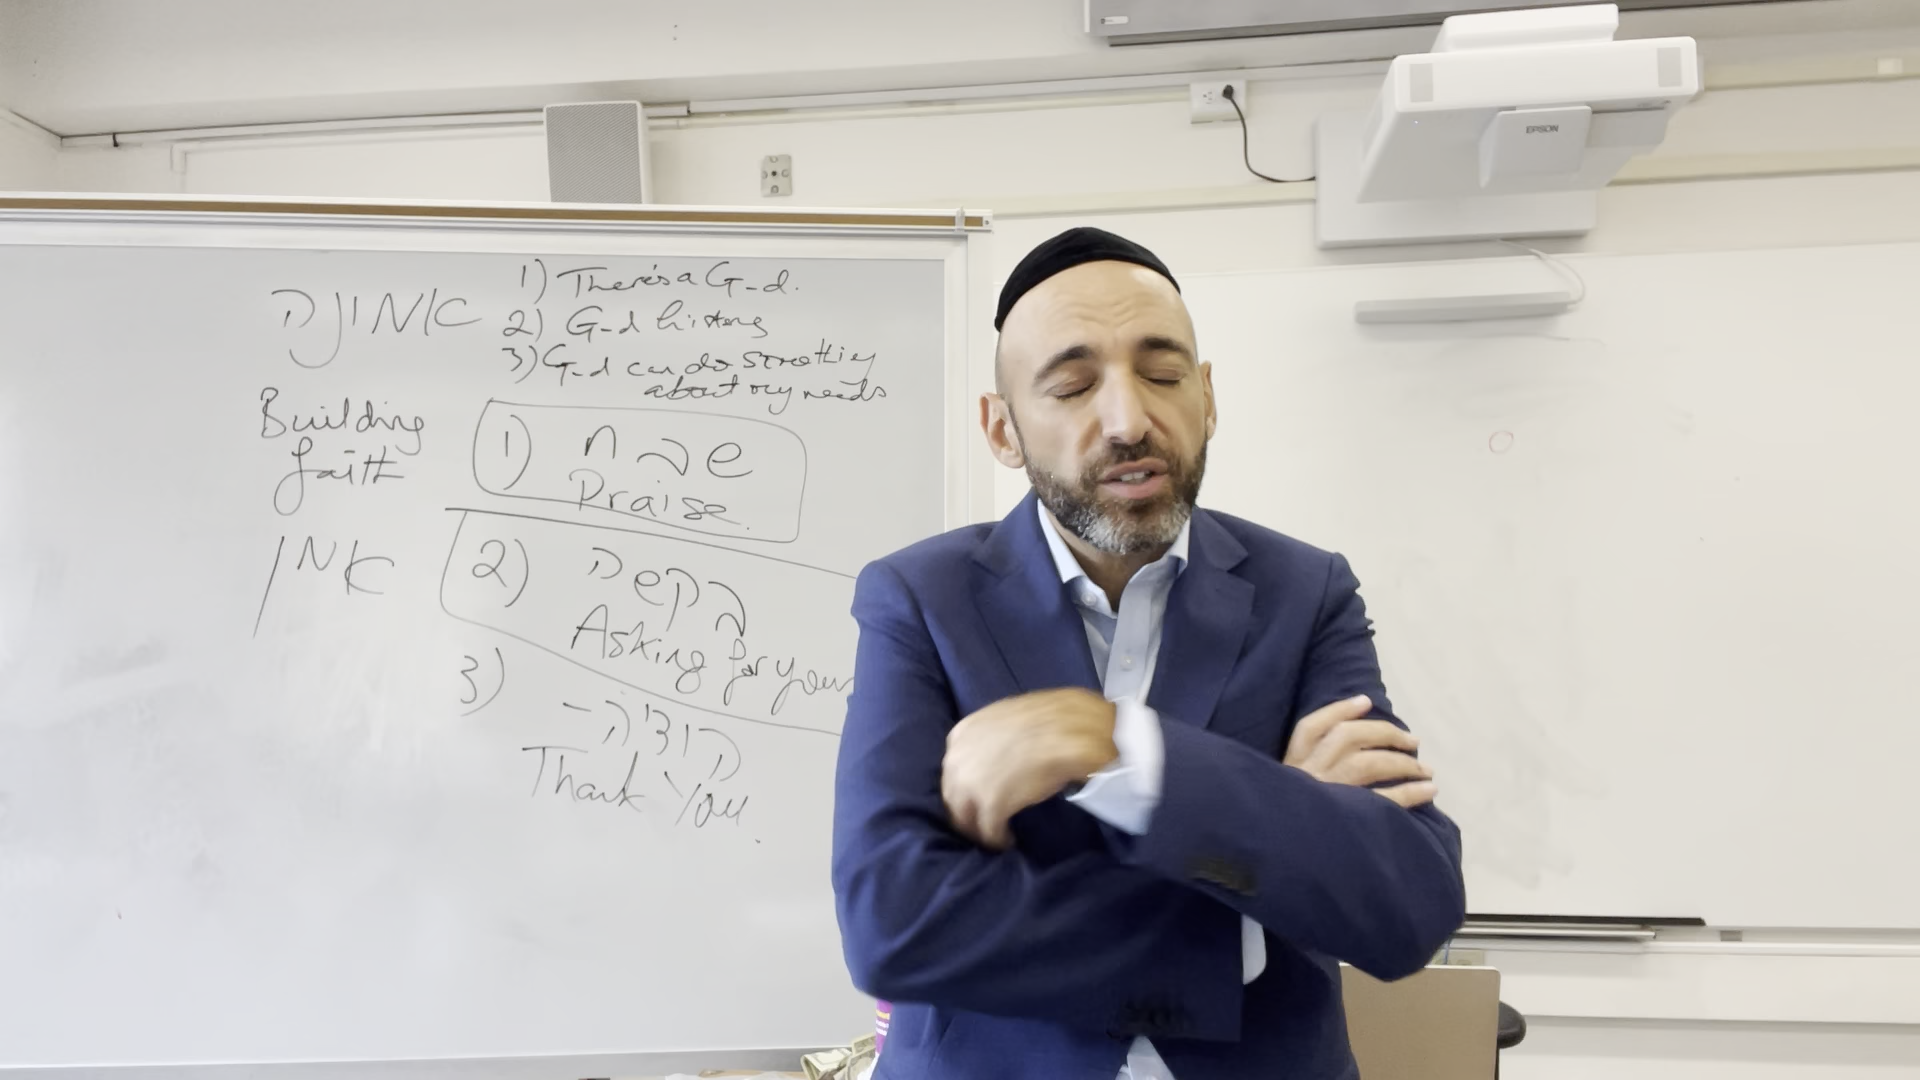 EPSON
אמונה
1) There's a G-d.
2) G-d listens
3) G-d can do something
about my needs
Building
faith
1) שבח
Praise.
אמן
2) בקשה
Asking for your
3)
הודיה -
Thank You.